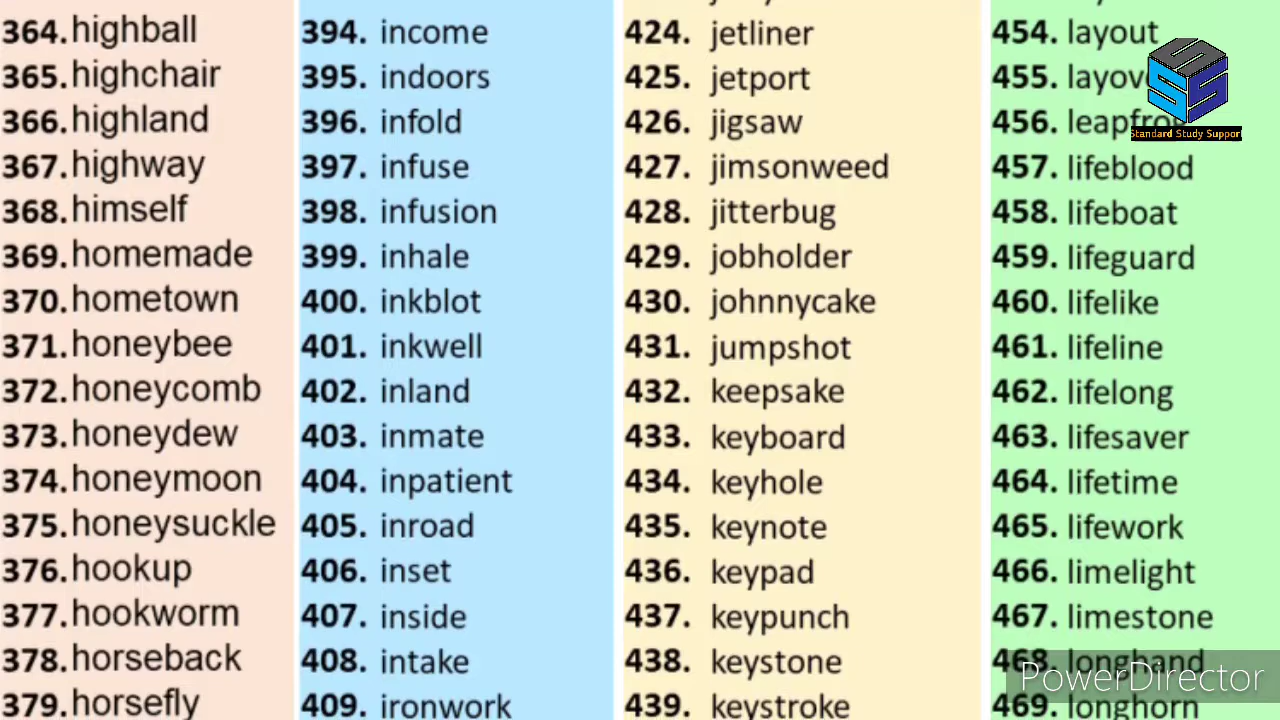 364. highball
365. highchair
366. highland
367. highway
368. himself
369. homemade
370. hometown
371. honeybee
372. honeycomb
373. honeydew
374. honeymoon
375. honeysuckle
376. hookup
377. hookworm
378. horseback
379. horsefly
394. income
395. indoors
396. infold
397. infuse
398. infusion
399. inhale
400. inkblot
401. inkwell
402. inland
403. inmate
404. inpatient
405. inroad
406. inset
407. inside
408. intake
409. ironwork
424. jetliner
425. jetport
426. jigsaw
427. jimsonweed
428. jitterbug
429. jobholder
430. johnnycake
431. jumpshot
432. keepsake
433. keyboard
434. keyhole
435. keynote
436. keypad
437. keypunch
438. keystone
439. keystroke
454. layout
455.
456. leapfrog
457. lifeblood
458. lifeboat
459. lifeguard
460. lifelike
461. lifeline
462. lifelong
463. lifesaver
464. lifetime
465. lifework
466. limelight
467. limestone
468. longhand
469. longhorn
SSS
Standard Study Support
PowerDirector